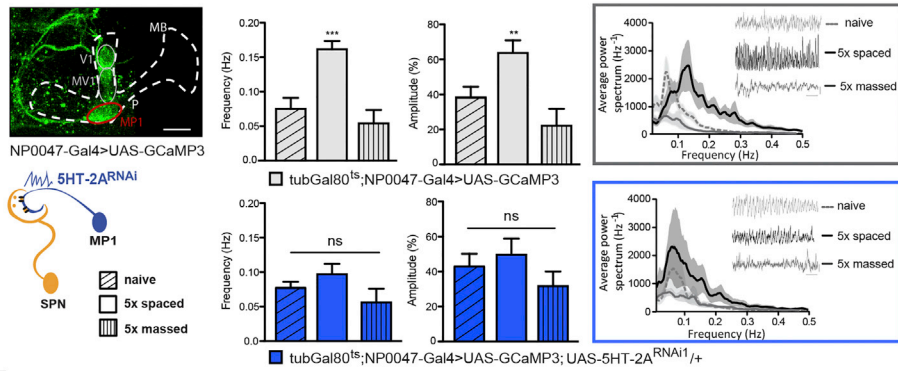 MB
V1
MV1
P
MP1
NP0047-Gal4>UAS-GCaMP3
5HT-2A^RNAi
MP1
SPN
naive
5x spaced
5x massed
Frequency (Hz)
0.20
0.15
0.10
0.05
0.00
***
Amplitude (%)
80
60
40
20
0
**
tubGal80^ts;NP0047-Gal4>UAS-GCaMP3
Average power
spectrum (Hz^-1)
4000
3000
2000
1000
0
0.1 0.2 0.3 0.4 0.5
Frequency (Hz)
naive
5x spaced
5x massed
Frequency (Hz)
0.20
0.15
0.10
0.05
0.00
ns
Amplitude (%)
80
60
40
20
0
ns
tubGal80^ts;NP0047-Gal4>UAS-GCaMP3; UAS-5HT-2A^RNAi1/+
Average power
spectrum (Hz^-1)
4000
3000
2000
1000
0
0.1 0.2 0.3 0.4 0.5
Frequency (Hz)
naive
5x spaced
5x massed